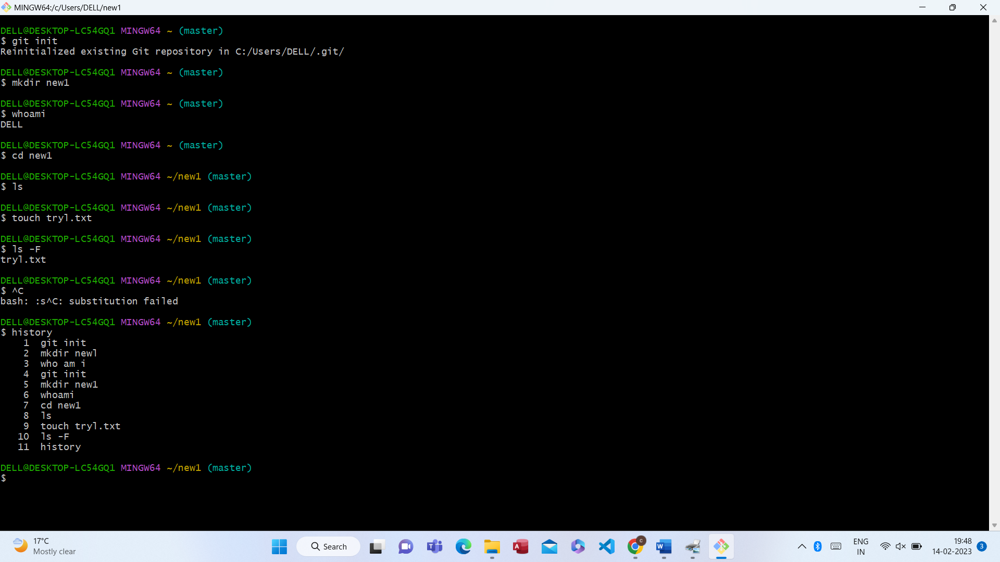 MINGW64:/c/Users/DELL/new1
DELL@DESKTOP-LC54GQ1 MINGW64 ~ (master)
$ git init
Reinitialized existing Git repository in C:/Users/DELL/.git/
DELL@DESKTOP-LC54GQ1 MINGW64 ~ (master)
$ mkdir new1
DELL@DESKTOP-LC54GQ1 MINGW64 ~ (master)
$ whoami
DELL
DELL@DESKTOP-LC54GQ1 MINGW64 ~ (master)
$ cd new1
DELL@DESKTOP-LC54GQ1 MINGW64 ~/new1 (master)
$ ls
DELL@DESKTOP-LC54GQ1 MINGW64 ~/new1 (master)
$ touch tryl.txt
DELL@DESKTOP-LC54GQ1 MINGW64 ~/new1 (master)
$ ls -F
tryl.txt
DELL@DESKTOP-LC54GQ1 MINGW64 ~/new1 (master)
$ ^C
bash: :s^C: substitution failed
DELL@DESKTOP-LC54GQ1 MINGW64 ~/new1 (master)
$ history
1 git init
2 mkdir newl
3 who am i
4 git init
5 mkdir new1
6 whoami
7 cd new1
8 ls
9 touch tryl.txt
10 ls -F
11 history
DELL@DESKTOP-LC54GQ1 MINGW64 ~/new1 (master)
$
17°C
Mostly clear
Search
ENG
IN
19:48
14-02-2023
3